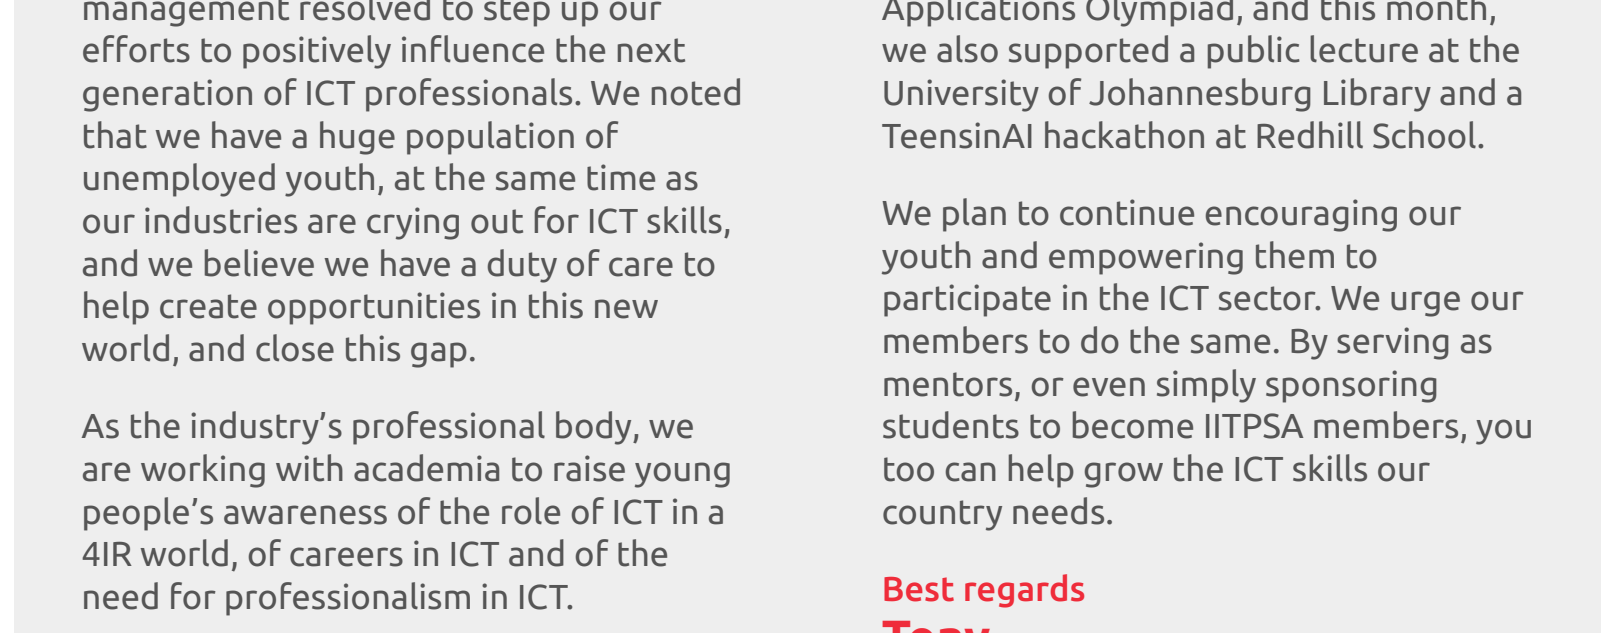 management resolved to step up our
efforts to positively influence the next
generation of ICT professionals. We noted
that we have a huge population of
unemployed youth, at the same time as
our industries are crying out for ICT skills,
and we believe we have a duty of care to
help create opportunities in this new
world, and close this gap.
As the industry’s professional body, we
are working with academia to raise young
people’s awareness of the role of ICT in a
4IR world, of careers in ICT and of the
need for professionalism in ICT.
Applications Olympiad, and this month,
we also supported a public lecture at the
University of Johannesburg Library and a
TeensinAI hackathon at Redhill School.
We plan to continue encouraging our
youth and empowering them to
participate in the ICT sector. We urge our
members to do the same. By serving as
mentors, or even simply sponsoring
students to become IITPSA members, you
too can help grow the ICT skills our
country needs.
Best regards